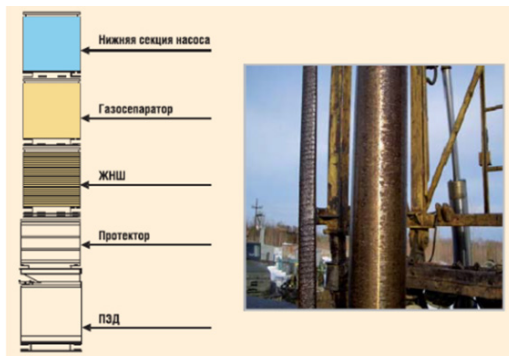 Нижняя секция насоса
Газосепаратор
ЖНШ
Протектор
ПЭД